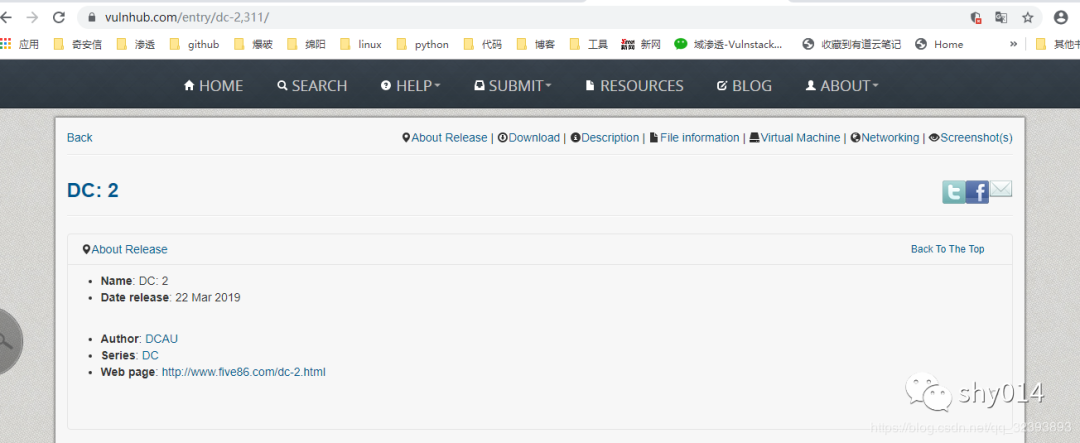 vulnhub.com/entry/dc-2,311/
应用 奇安信 渗透 github 爆破 绵阳 linux python 代码 博客 工具 新网 域渗透-Vulnstack... 收藏到有道云笔记 Home » 其他书
HOME SEARCH HELP SUBMIT RESOURCES BLOG ABOUT
Back About Release | Download | Description | File information | Virtual Machine | Networking | Screenshot(s)
DC: 2
About Release Back To The Top
• Name: DC: 2
• Date release: 22 Mar 2019
• Author: DCAU
• Series: DC
• Web page: http://www.five86.com/dc-2.html
shy014
https://blog.csdn.net/qq_32393893